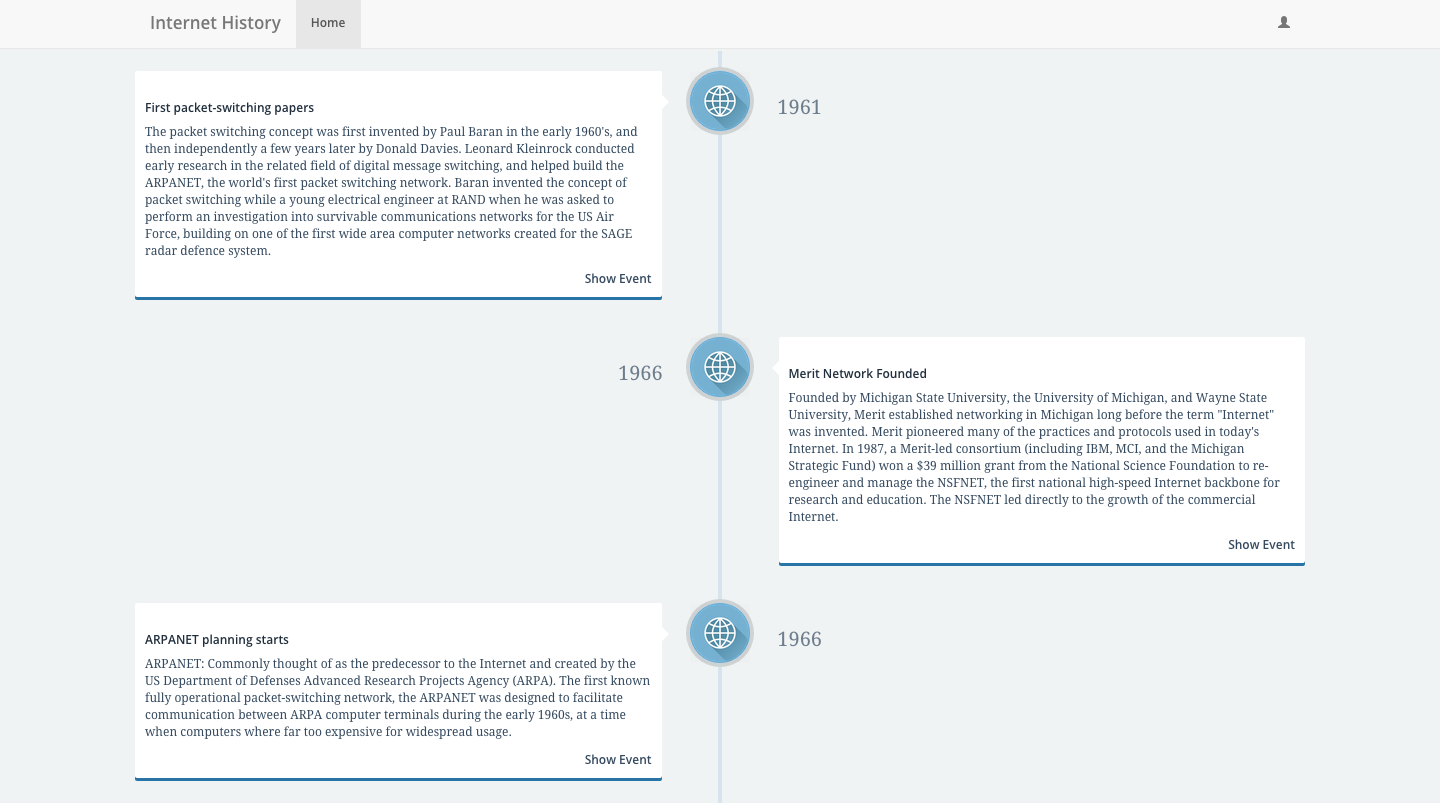 Internet History
Home
First packet-switching papers
The packet switching concept was first invented by Paul Baran in the early 1960's, and
then independently a few years later by Donald Davies. Leonard Kleinrock conducted
early research in the related field of digital message switching, and helped build the
ARPANET, the world's first packet switching network. Baran invented the concept of
packet switching while a young electrical engineer at RAND when he was asked to
perform an investigation into survivable communications networks for the US Air
Force, building on one of the first wide area computer networks created for the SAGE
radar defence system.
Show Event
1961
1966
Merit Network Founded
Founded by Michigan State University, the University of Michigan, and Wayne State
University, Merit established networking in Michigan long before the term "Internet"
was invented. Merit pioneered many of the practices and protocols used in today's
Internet. In 1987, a Merit-led consortium (including IBM, MCI, and the Michigan
Strategic Fund) won a $39 million grant from the National Science Foundation to re-
engineer and manage the NSFNET, the first national high-speed Internet backbone for
research and education. The NSFNET led directly to the growth of the commercial
Internet.
Show Event
ARPANET planning starts
ARPANET: Commonly thought of as the predecessor to the Internet and created by the
US Department of Defenses Advanced Research Projects Agency (ARPA). The first known
fully operational packet-switching network, the ARPANET was designed to facilitate
communication between ARPA computer terminals during the early 1960s, at a time
when computers where far too expensive for widespread usage.
Show Event
1966